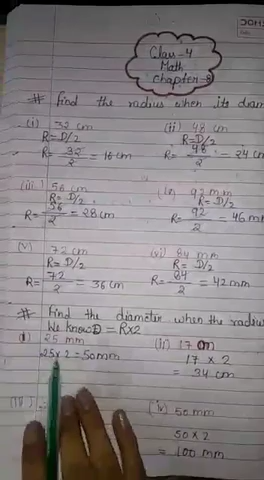 Class-4
Math
Chapter-8
# Find the radius when its diam
(i) 32 cm
R = D/2
R = 32/2 = 16 cm
(ii) 48 cm
R = D/2
R = 48/2 = 24 cm
(iii) 56 cm
R = D/2
R = 56/2 = 28 cm
(iv) 92 mm
R = D/2
R = 92/2 = 46 mm
(v) 72 cm
R = D/2
R = 72/2 = 36 cm
(vi) 84 mm
R = D/2
R = 84/2 = 42 mm
# Find the diameter when the radius
We know D = R×2
(i) 25 mm
25×2 = 50mm
(ii) 17 cm
17 × 2
= 34 cm
(iv) 50 mm
50 × 2
= 100 mm